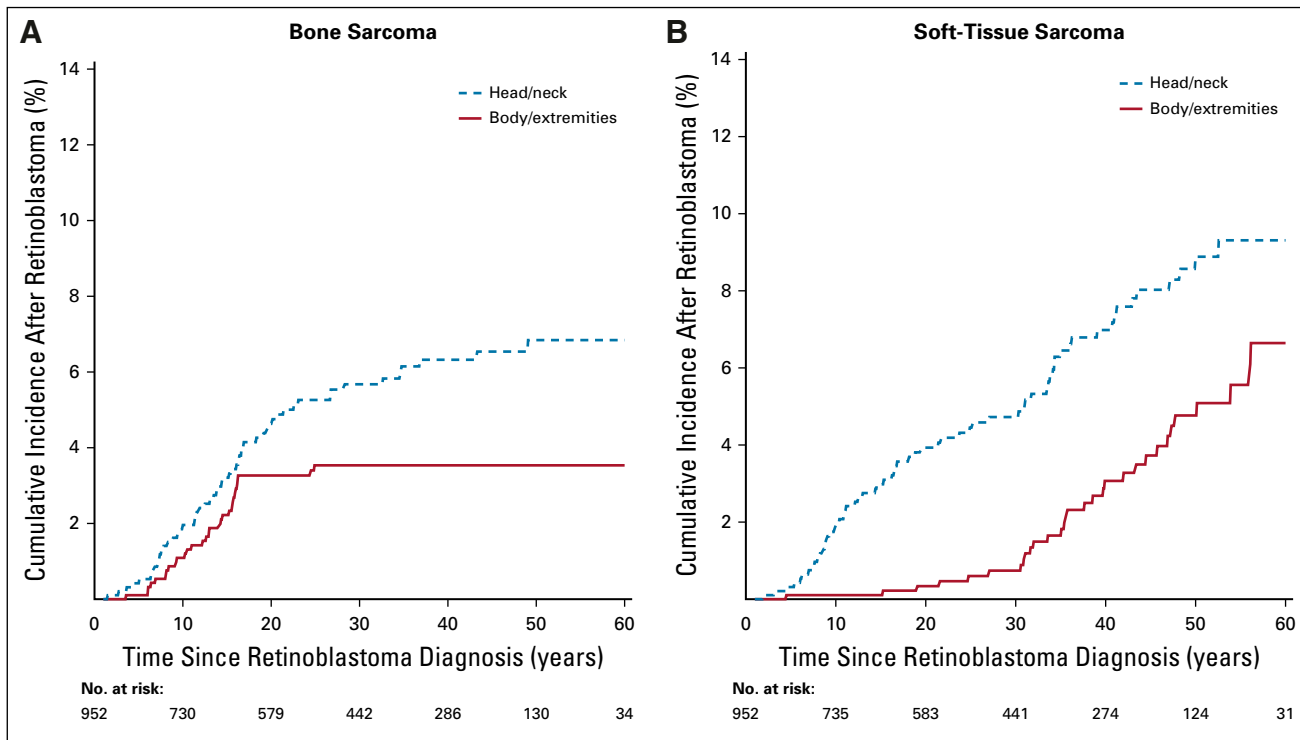 A
Bone Sarcoma
Cumulative Incidence After Retinoblastoma (%)
14
12
10
8
6
4
2
Head/neck
Body/extremities
0 10 20 30 40 50 60
Time Since Retinoblastoma Diagnosis (years)
No. at risk:
952 730 579 442 286 130 34
B
Soft-Tissue Sarcoma
Cumulative Incidence After Retinoblastoma (%)
14
12
10
8
6
4
2
Head/neck
Body/extremities
0 10 20 30 40 50 60
Time Since Retinoblastoma Diagnosis (years)
No. at risk:
952 735 583 441 274 124 31